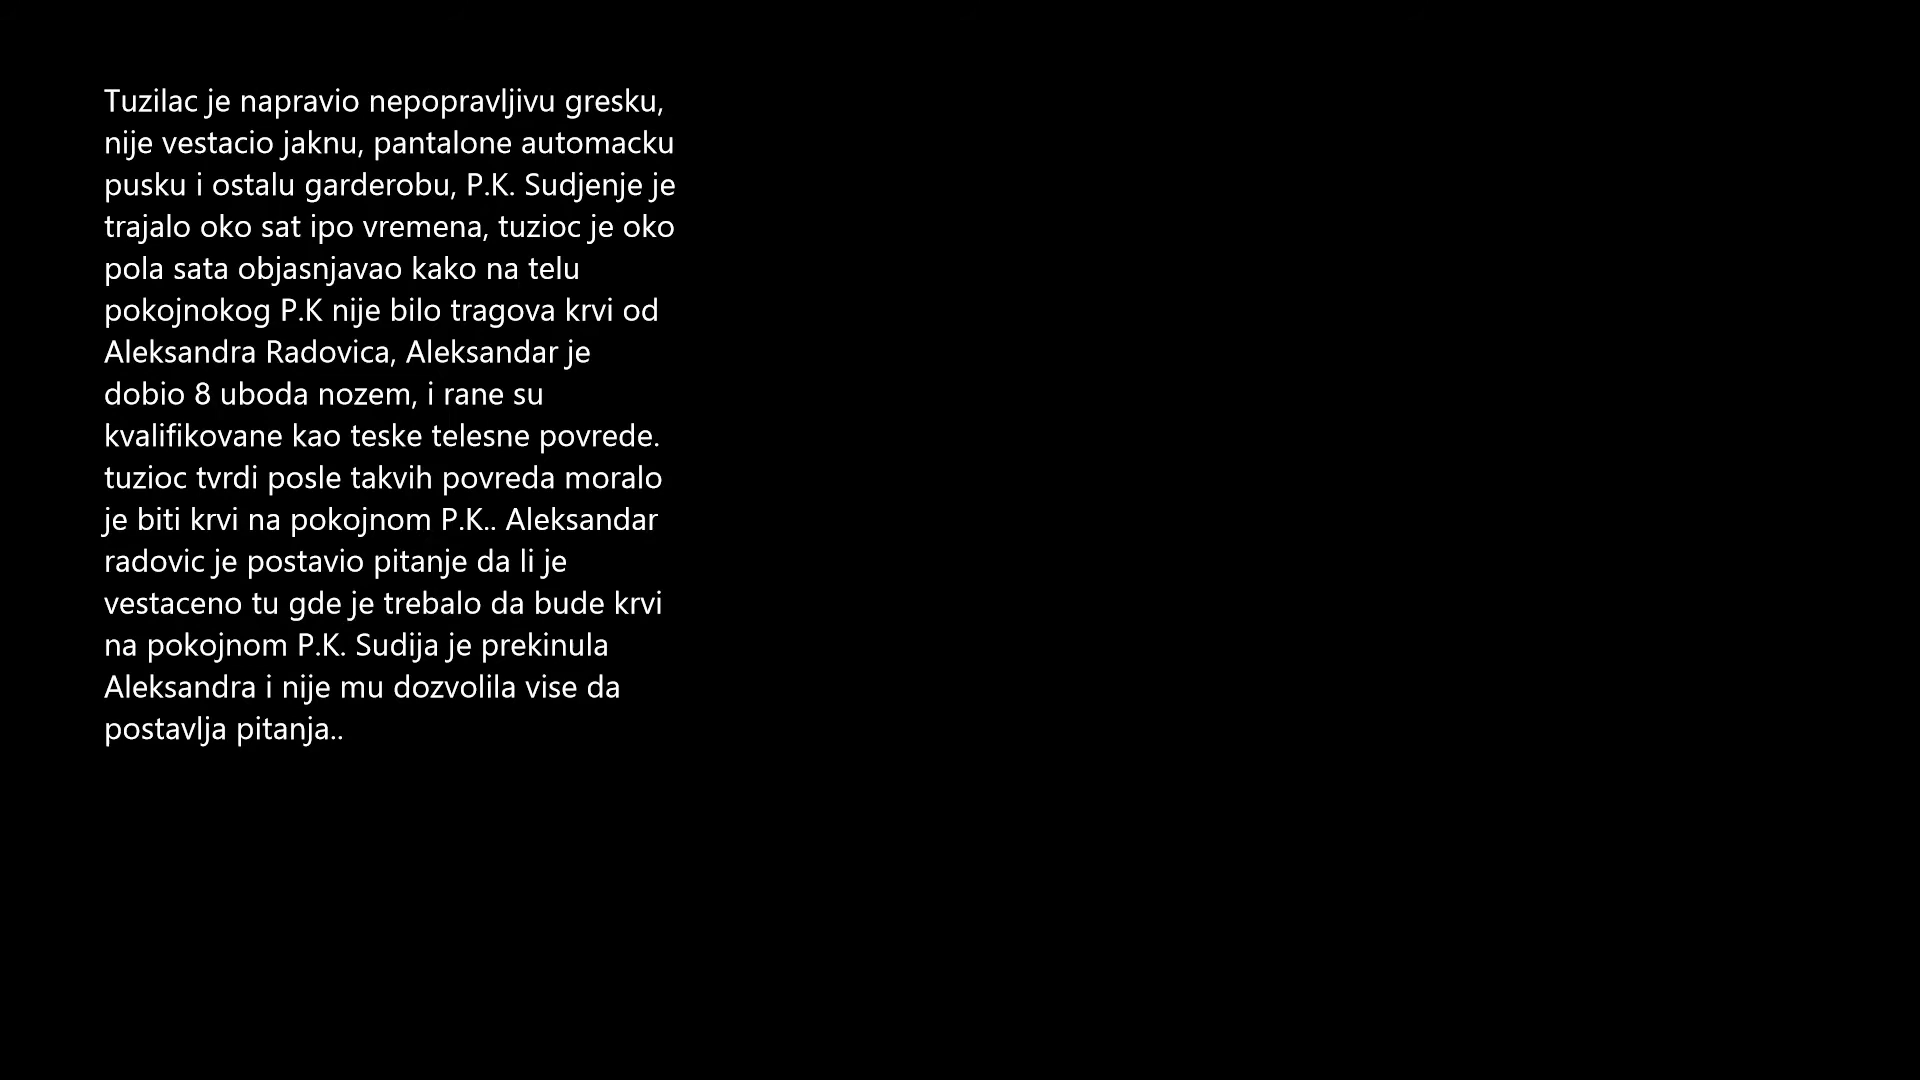 Tuzilac je napravio nepopravljivu gresku,
nije vestacio jaknu, pantalone automacku
pusku i ostalu garderobu, P.K. Sudjenje je
trajalo oko sat ipo vremena, tuzioc je oko
pola sata objasnjavao kako na telu
pokojnokog P.K nije bilo tragova krvi od
Aleksandra Radovica, Aleksandar je
dobio 8 uboda nozem, i rane su
kvalifikovane kao teske telesne povrede.
tuzioc tvrdi posle takvih povreda moralo
je biti krvi na pokojnom P.K.. Aleksandar
radovic je postavio pitanje da li je
vestaceno tu gde je trebalo da bude krvi
na pokojnom P.K. Sudija je prekinula
Aleksandra i nije mu dozvolila vise da
postavlja pitanja..